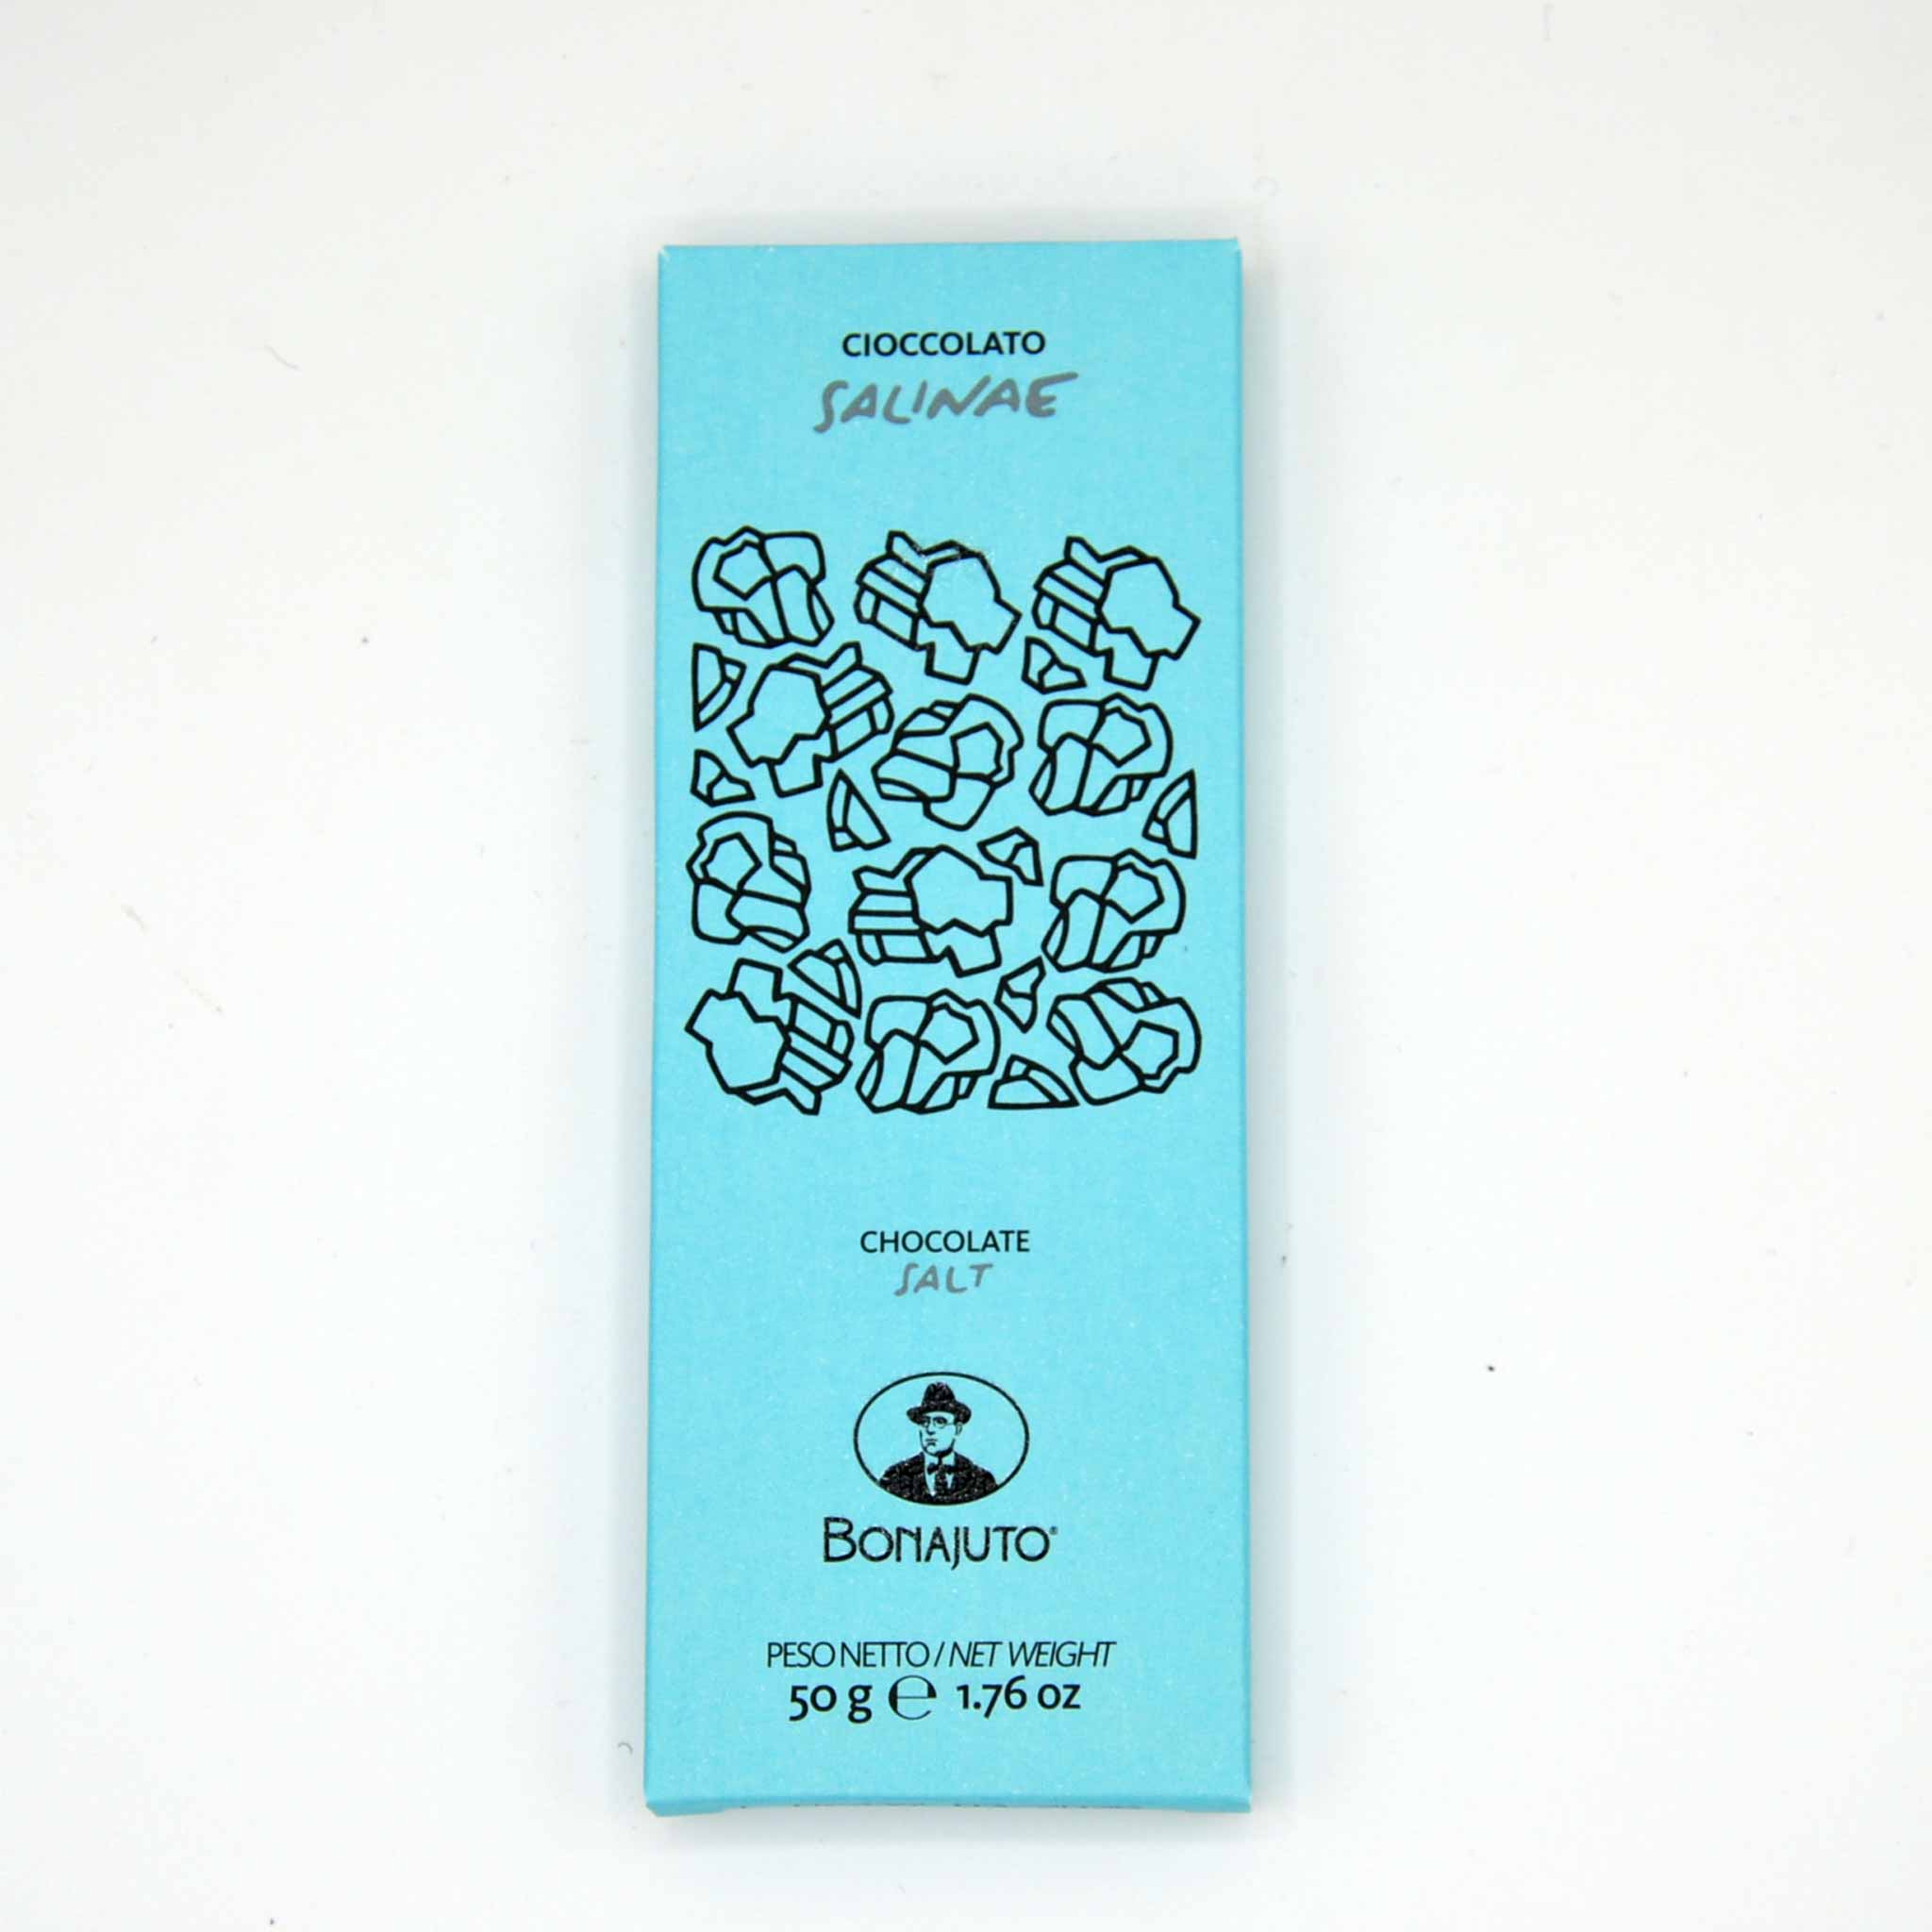 CIOCCOLATO
SALINAE
CHOCOLATE
SALT
BONAJUTO®
PESO NETTO / NET WEIGHT
50 g ℮ 1.76 oz